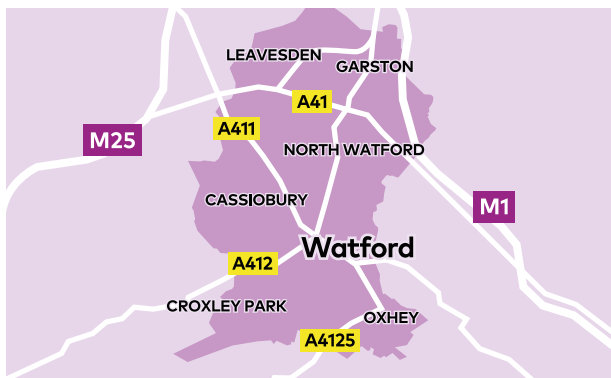 LEAVESDEN
GARSTON
A41
A411
M25
NORTH WATFORD
CASSIOBURY
M1
Watford
A412
CROXLEY PARK
OXHEY
A4125